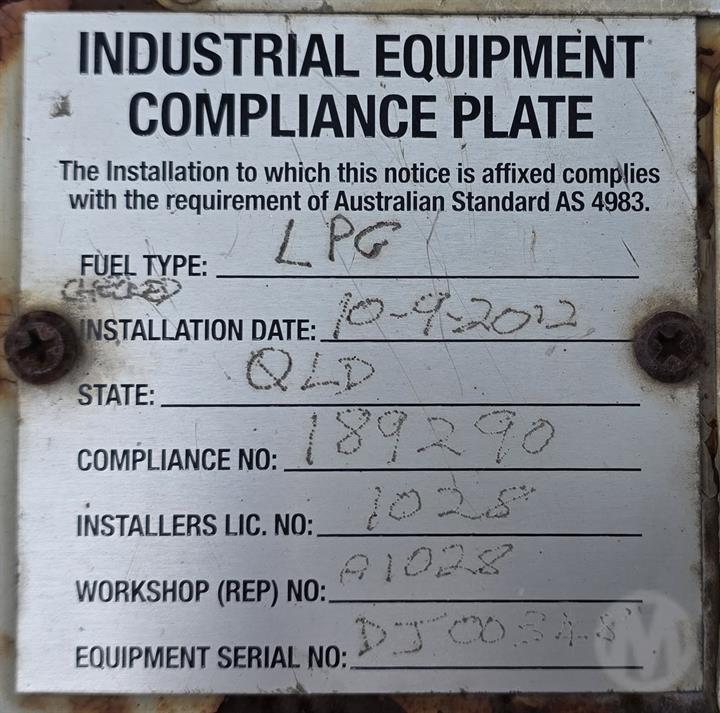 INDUSTRIAL EQUIPMENT
COMPLIANCE PLATE
The Installation to which this notice is affixed complies
with the requirement of Australian Standard AS 4983.
FUEL TYPE: LPG
CHECKED
INSTALLATION DATE: 10-9-2022
STATE: QLD
COMPLIANCE NO: 189290
INSTALLERS LIC. NO: 1028
WORKSHOP (REP) NO: A1028
EQUIPMENT SERIAL NO: DJ00348
M